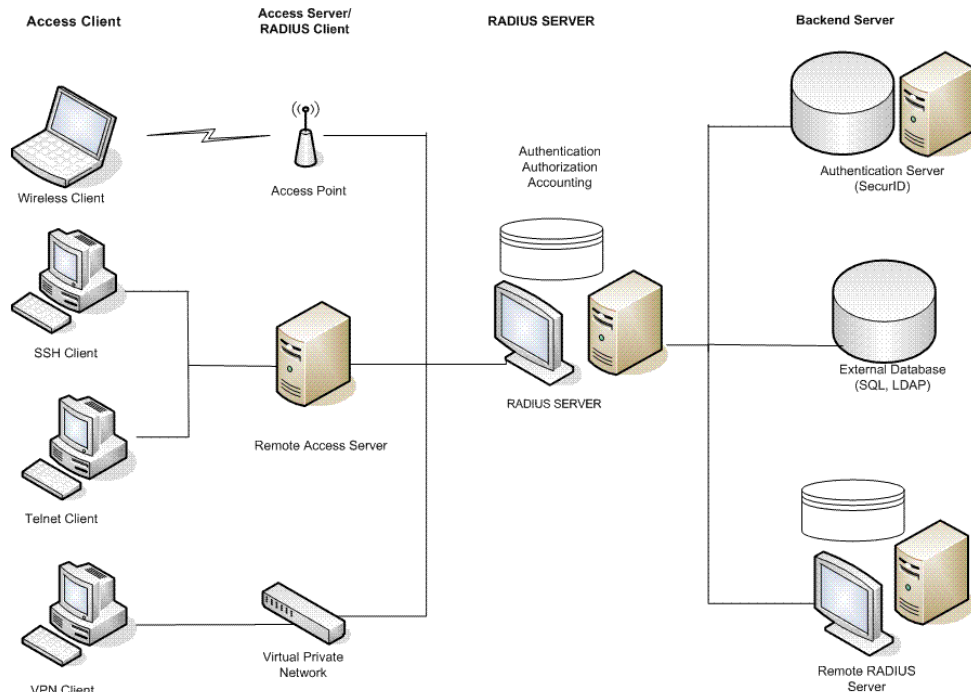 Access Client
Access Server/
RADIUS Client
RADIUS SERVER
Backend Server
Wireless Client
Access Point
Authentication
Authorization
Accounting
Authentication Server
(SecurID)
SSH Client
Remote Access Server
RADIUS SERVER
External Database
(SQL, LDAP)
Telnet Client
VPN Client
Virtual Private
Network
Remote RADIUS
Server